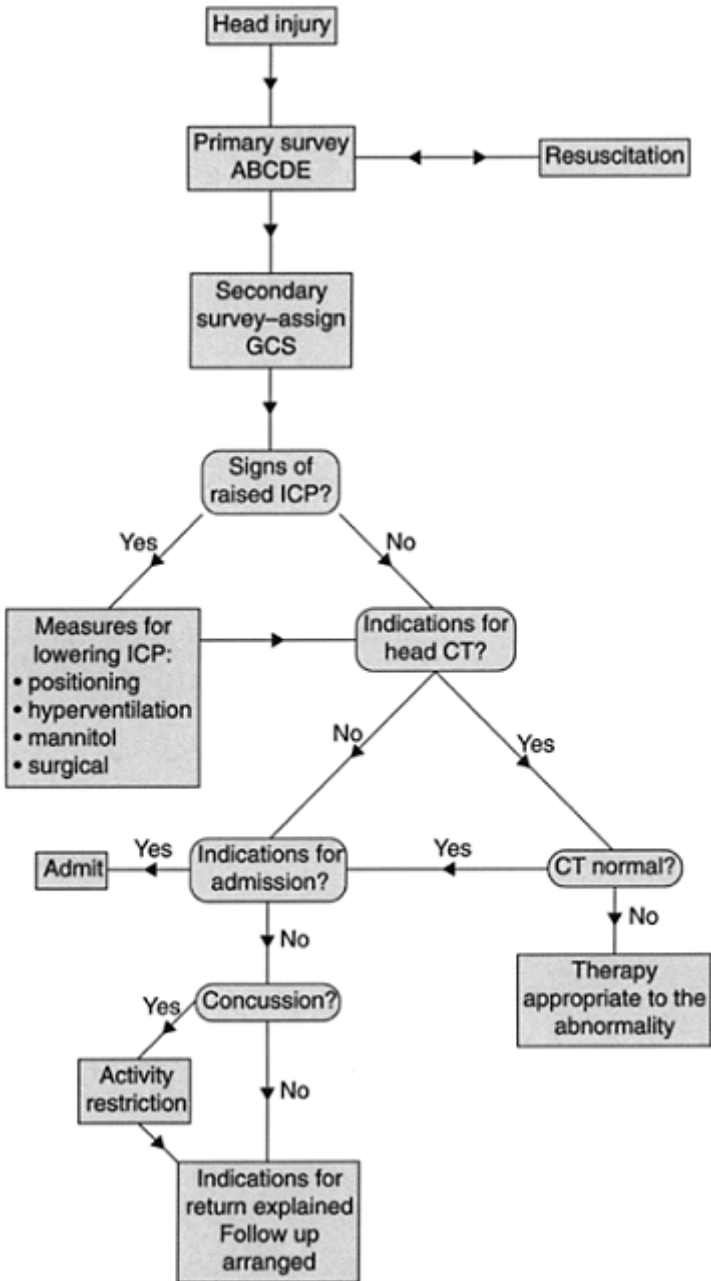 Head injury
Primary survey
ABCDE
Resuscitation
Secondary
survey–assign
GCS
Signs of
raised ICP?
Yes
No
Measures for
lowering ICP:
• positioning
• hyperventilation
• mannitol
• surgical
Indications for
head CT?
No
Yes
Admit
Yes
Indications for
admission?
Yes
CT normal?
No
No
Therapy
appropriate to the
abnormality
Concussion?
Yes
Activity
restriction
No
Indications for
return explained
Follow up
arranged